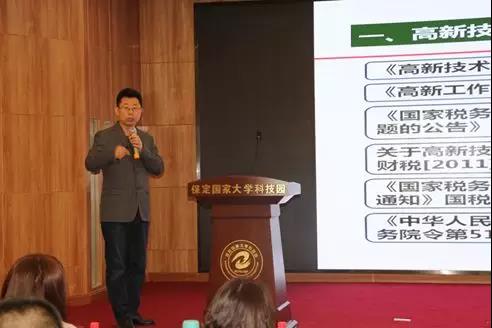 一、高新技
《高新技术
《高新工作
《国家税务
题的公告》
关于高新技
财税[2011]
《国家税务
通知》国税
《中华人民
务院令第51
保定国家大学科技园